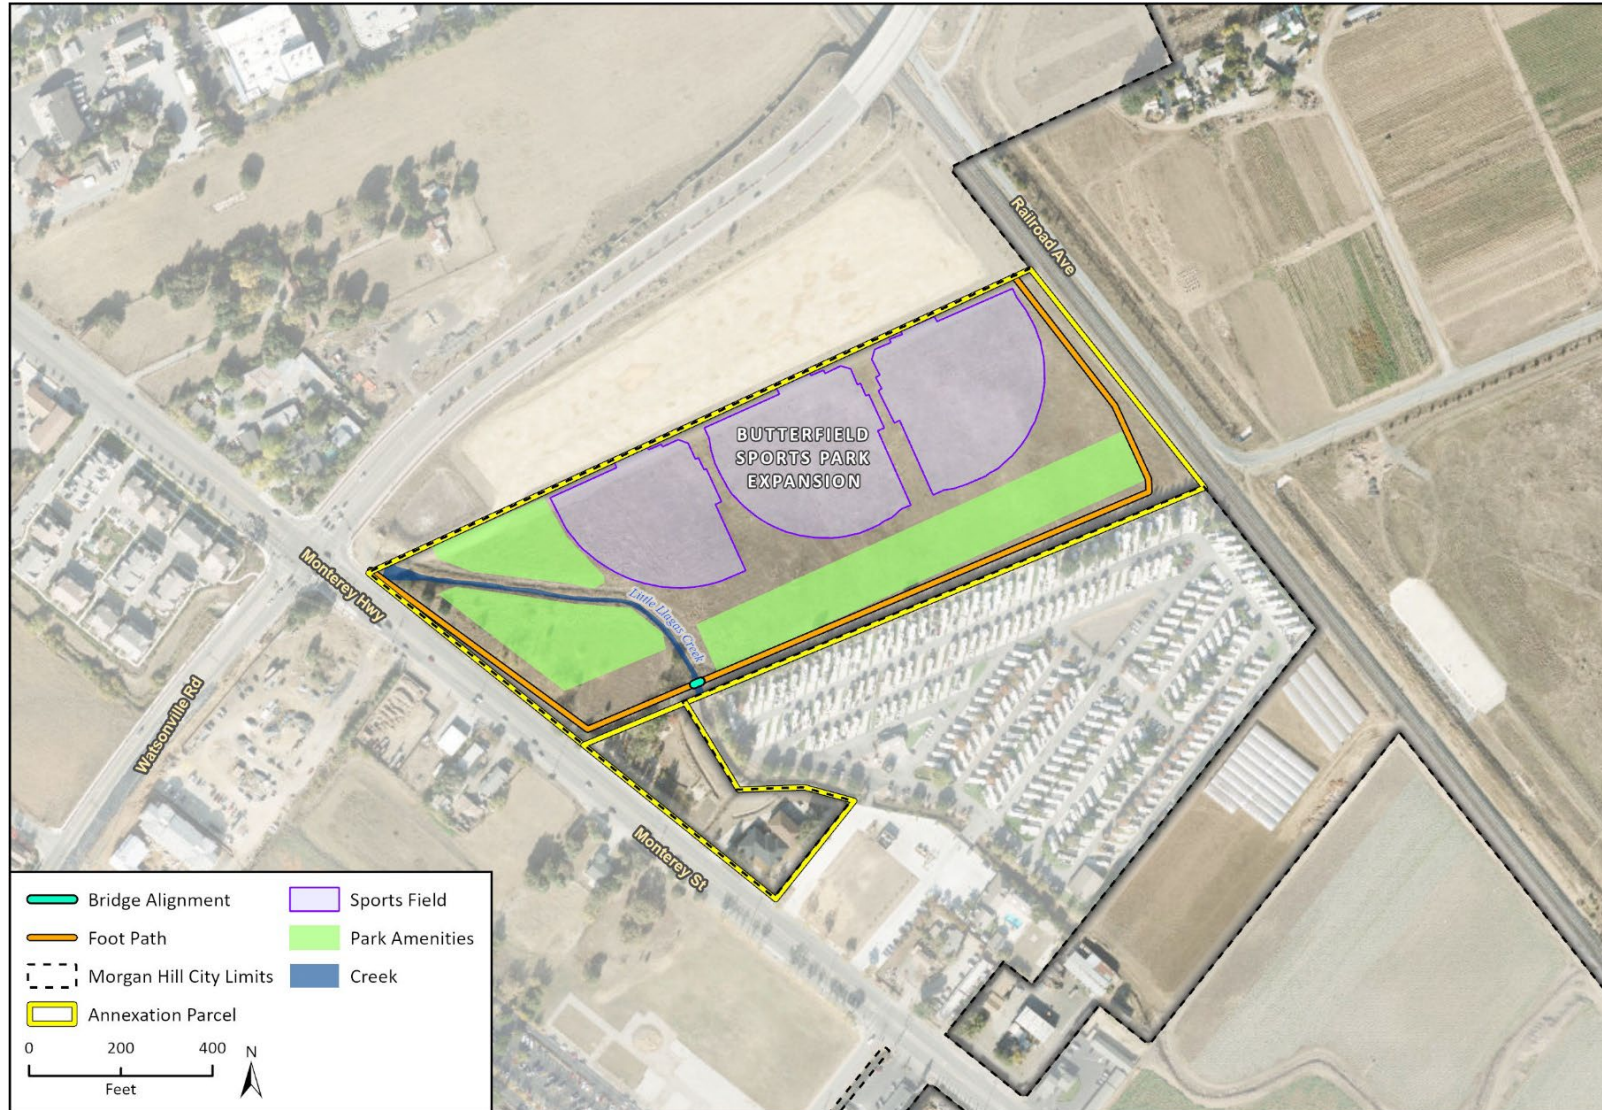 Railroad Ave
BUTTERFIELD
SPORTS PARK
EXPANSION
Monterey Hwy
Little Llagas Creek
Watsonville Rd
Monterey St
Bridge Alignment
Foot Path
Morgan Hill City Limits
Annexation Parcel
Sports Field
Park Amenities
Creek
0 200 400
Feet
N